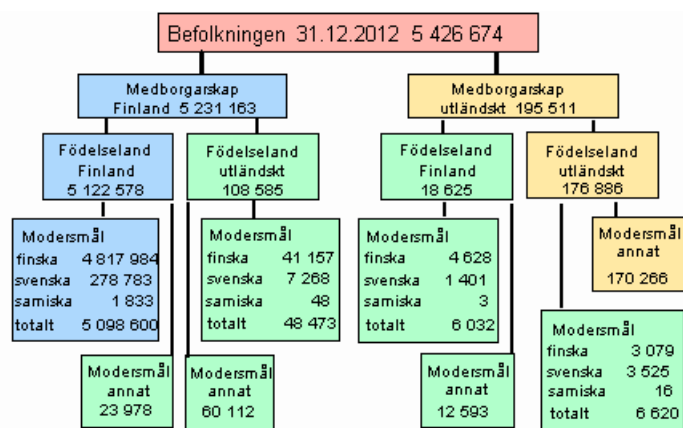 Befolkningen 31.12.2012 5 426 674
Medborgarskap
Finland 5 231 163
Medborgarskap
utländskt 195 511
Födelseland
Finland
5 122 578
Födelseland
utländskt
108 585
Födelseland
Finland
18 625
Födelseland
utländskt
176 886
Modersmål
finska 4 817 984
svenska 278 783
samiska 1 833
totalt 5 098 600
Modersmål
finska 41 157
svenska 7 268
samiska 48
totalt 48 473
Modersmål
finska 4 628
svenska 1 401
samiska 3
totalt 6 032
Modersmål
annat
170 266
Modersmål
finska 3 079
svenska 3 525
samiska 16
totalt 6 620
Modersmål
annat
23 978
Modersmål
annat
60 112
Modersmål
annat
12 593